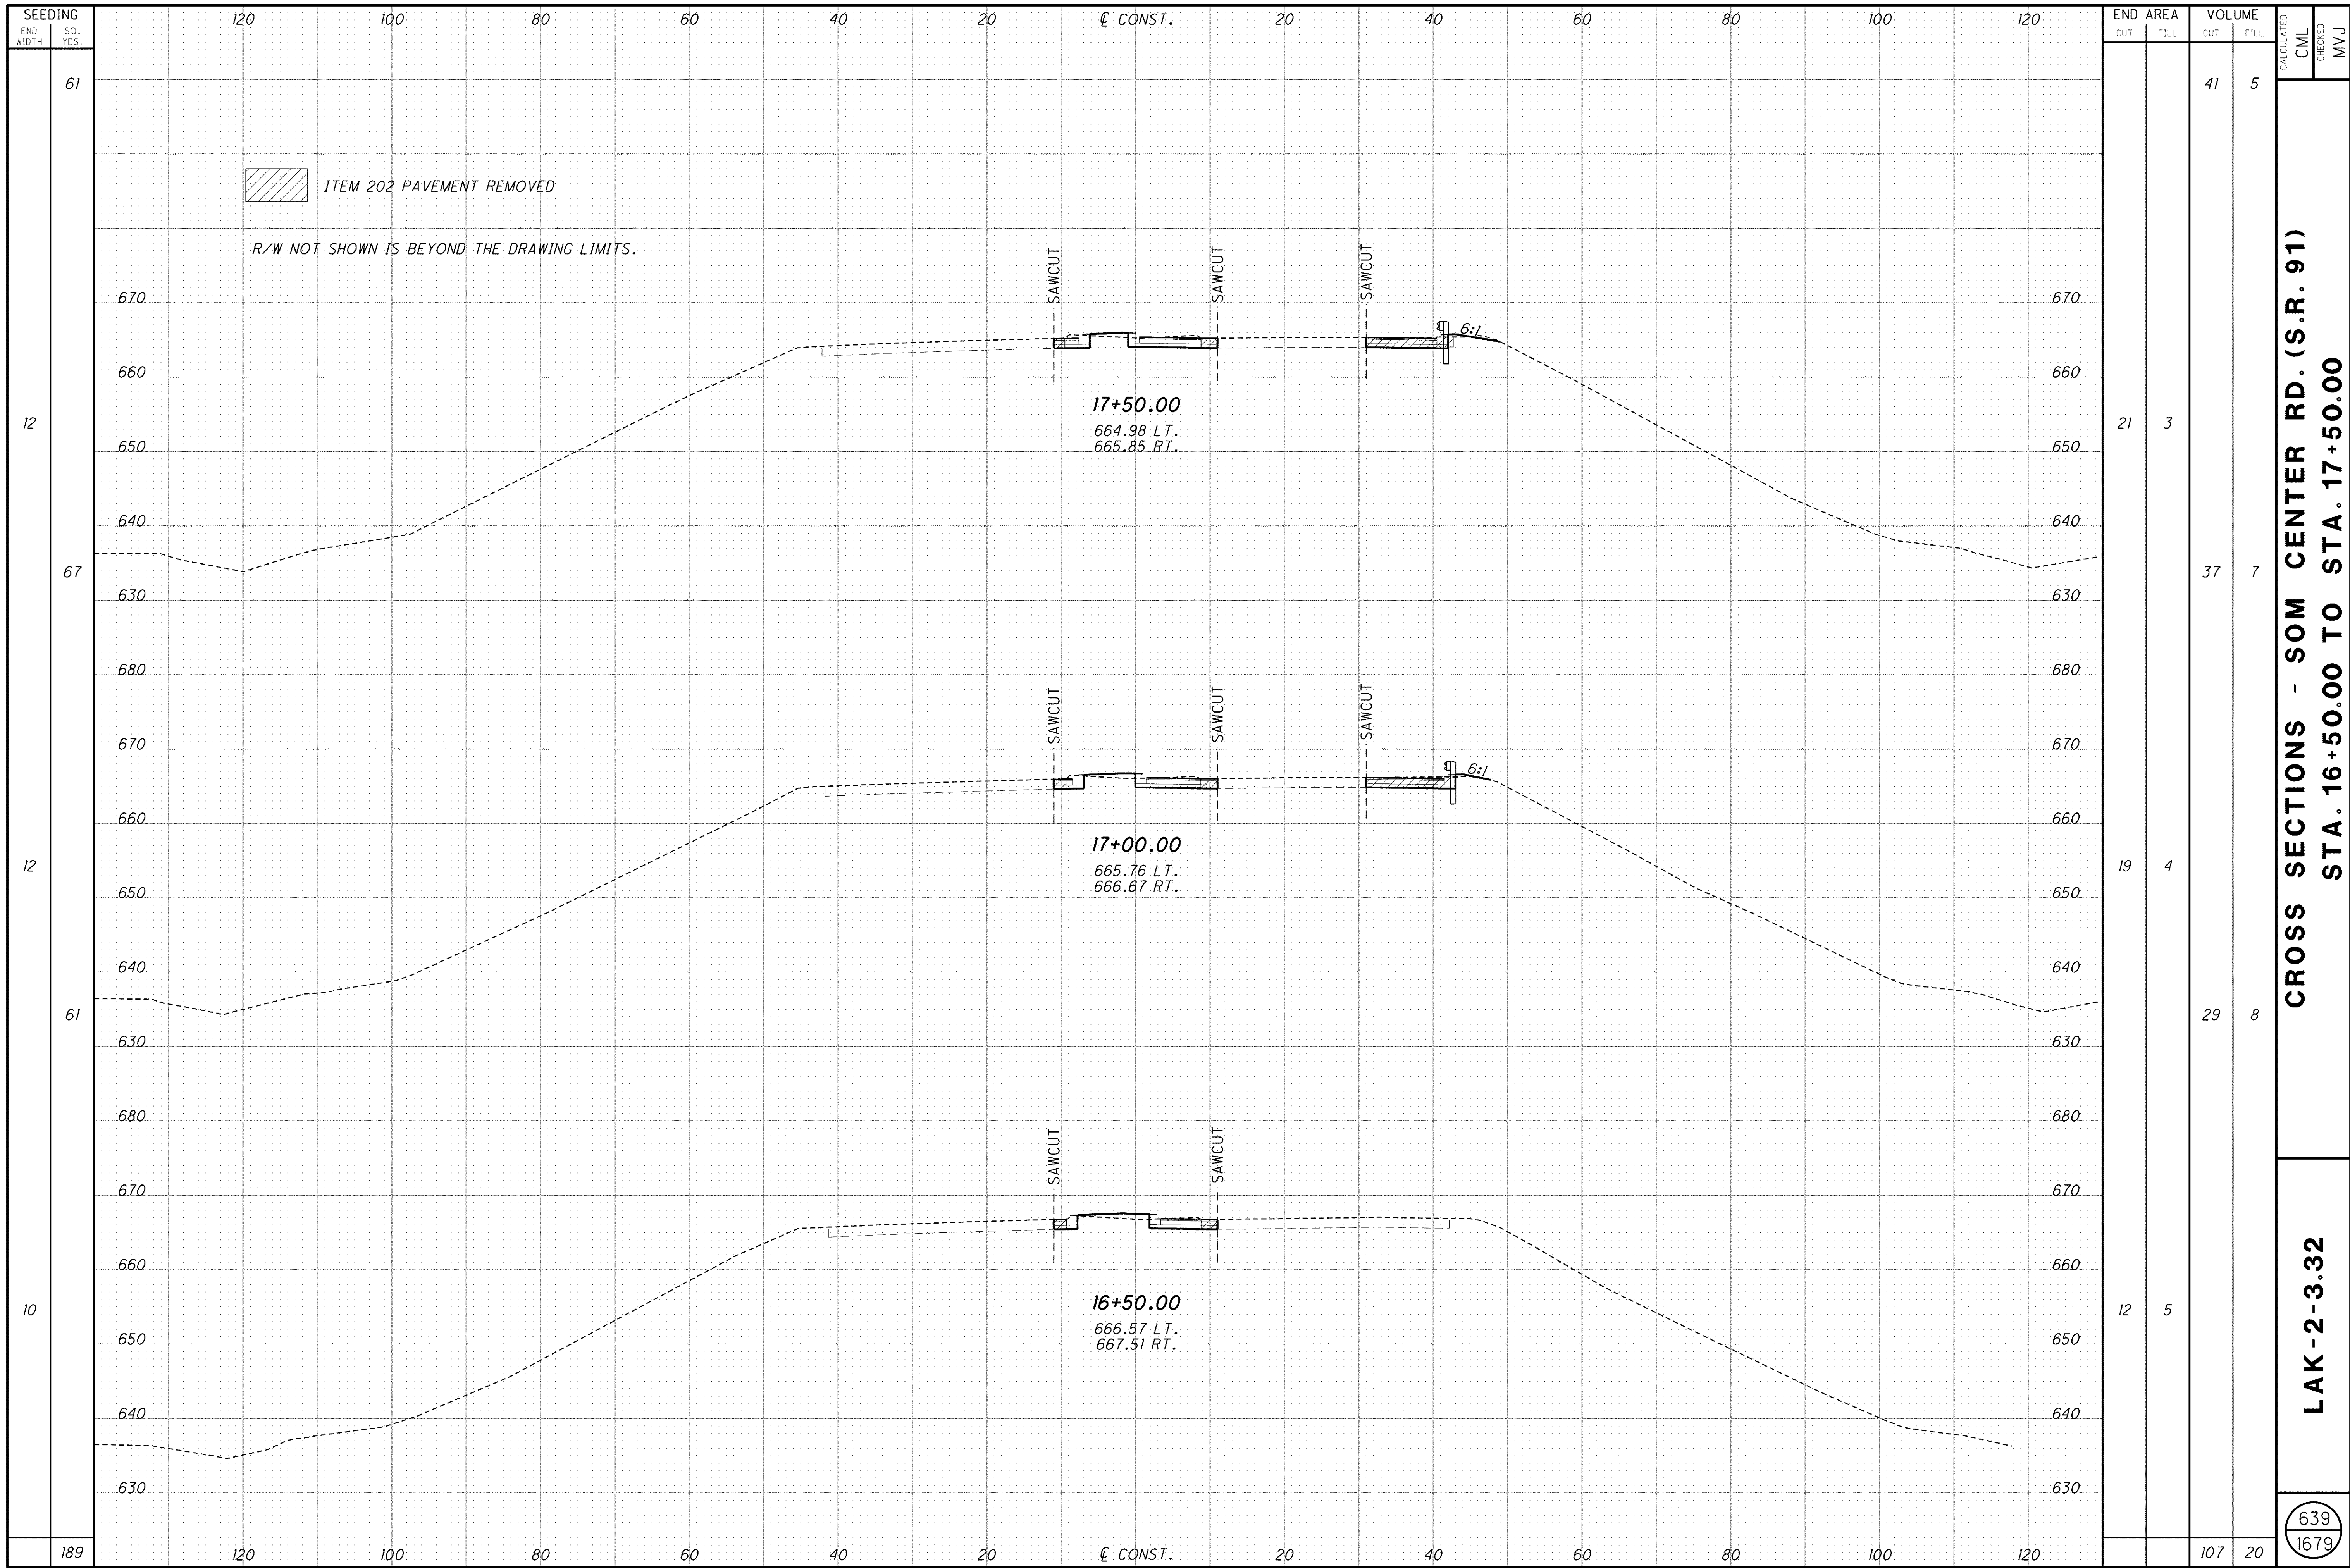 SEEDING
END WIDTH
SQ. YDS.
120 100 80 60 40 20 ℄ CONST. 20 40 60 80 100 120
END AREA
VOLUME
CUT FILL CUT FILL
CALCULATED
CML
CHECKED
MVJ
61
41 5
ITEM 202 PAVEMENT REMOVED
R/W NOT SHOWN IS BEYOND THE DRAWING LIMITS.
SAWCUT
SAWCUT
SAWCUT
670 670
6:1
660 660
17+50.00
664.98 LT.
665.85 RT.
12
21 3
650 650
640 640
67
37 7
630 630
680 680
SAWCUT
SAWCUT
SAWCUT
670 670
6:1
660 660
17+00.00
665.76 LT.
666.67 RT.
12
19 4
650 650
640 640
61
29 8
630 630
680 680
SAWCUT
SAWCUT
670 670
660 660
16+50.00
666.57 LT.
667.51 RT.
10
12 5
650 650
640 640
630 630
189
120 100 80 60 40 20 ℄ CONST. 20 40 60 80 100 120
107 20
CROSS SECTIONS - SOM CENTER RD. (S.R. 91)
STA. 16+50.00 TO STA. 17+50.00
LAK-2-3.32
639
1679